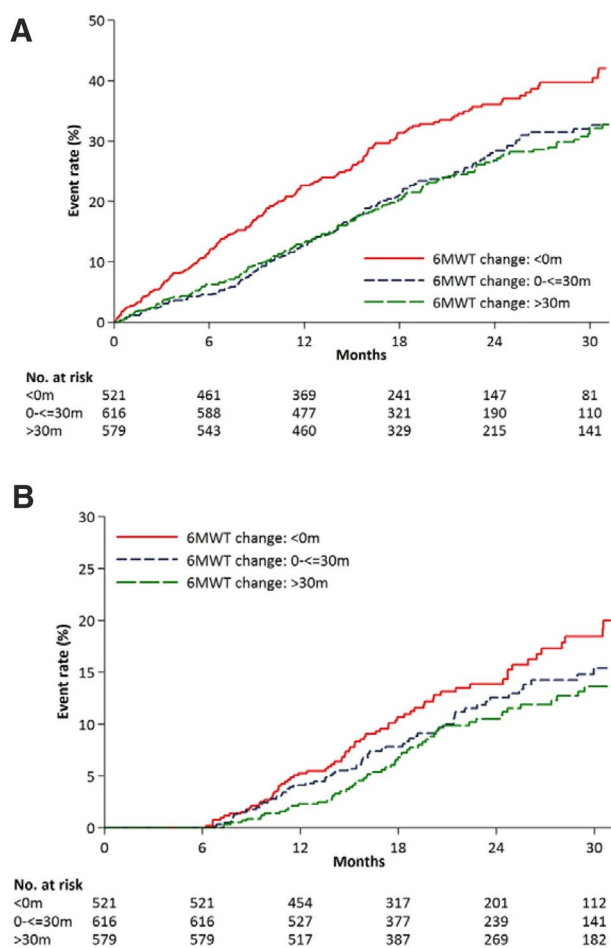 A
50
40
30
20
10
0
Event rate (%)
6MWT change: <0m
6MWT change: 0-<=30m
6MWT change: >30m
0 6 12 18 24 30
Months
No. at risk
<0m 521 461 369 241 147 81
0-<=30m 616 588 477 321 190 110
>30m 579 543 460 329 215 141
B
30
25
20
15
10
5
0
Event rate (%)
6MWT change: <0m
6MWT change: 0-<=30m
6MWT change: >30m
0 6 12 18 24 30
Months
No. at risk
<0m 521 521 454 317 201 112
0-<=30m 616 616 527 377 239 141
>30m 579 579 517 387 269 182